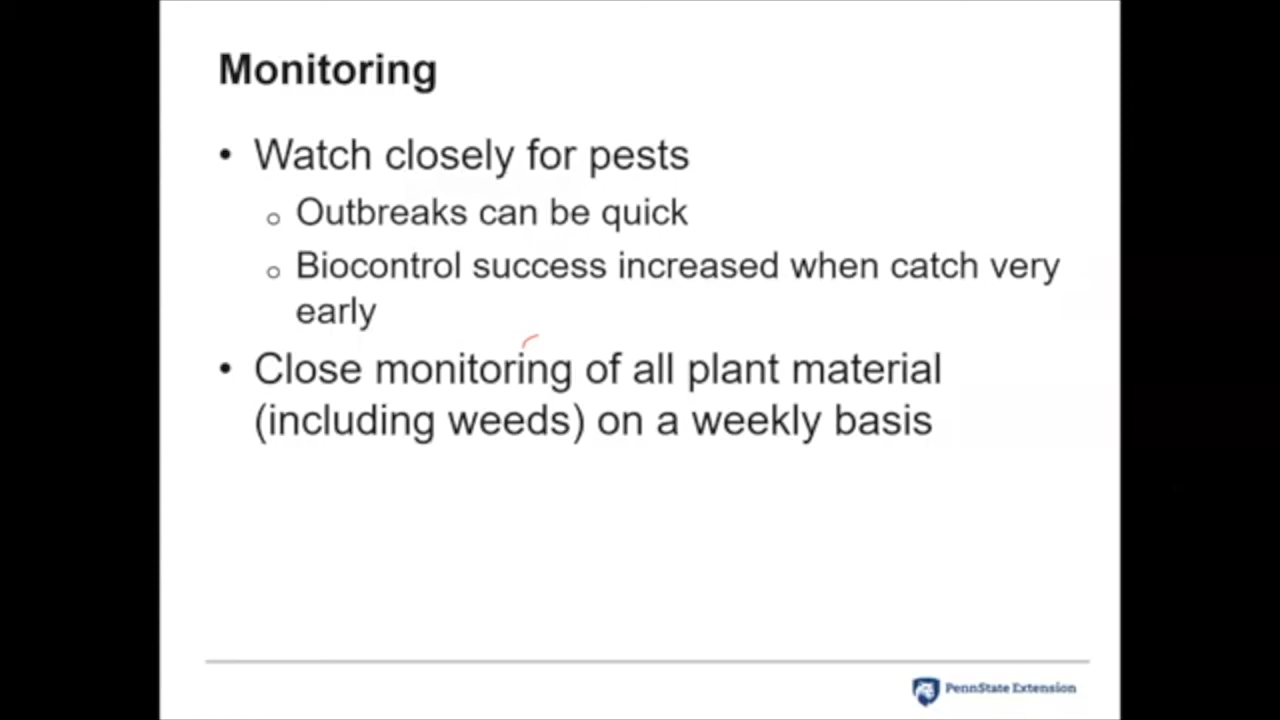 Monitoring
• Watch closely for pests
o Outbreaks can be quick
o Biocontrol success increased when catch very
early
• Close monitoring of all plant material
(including weeds) on a weekly basis
PennState Extension